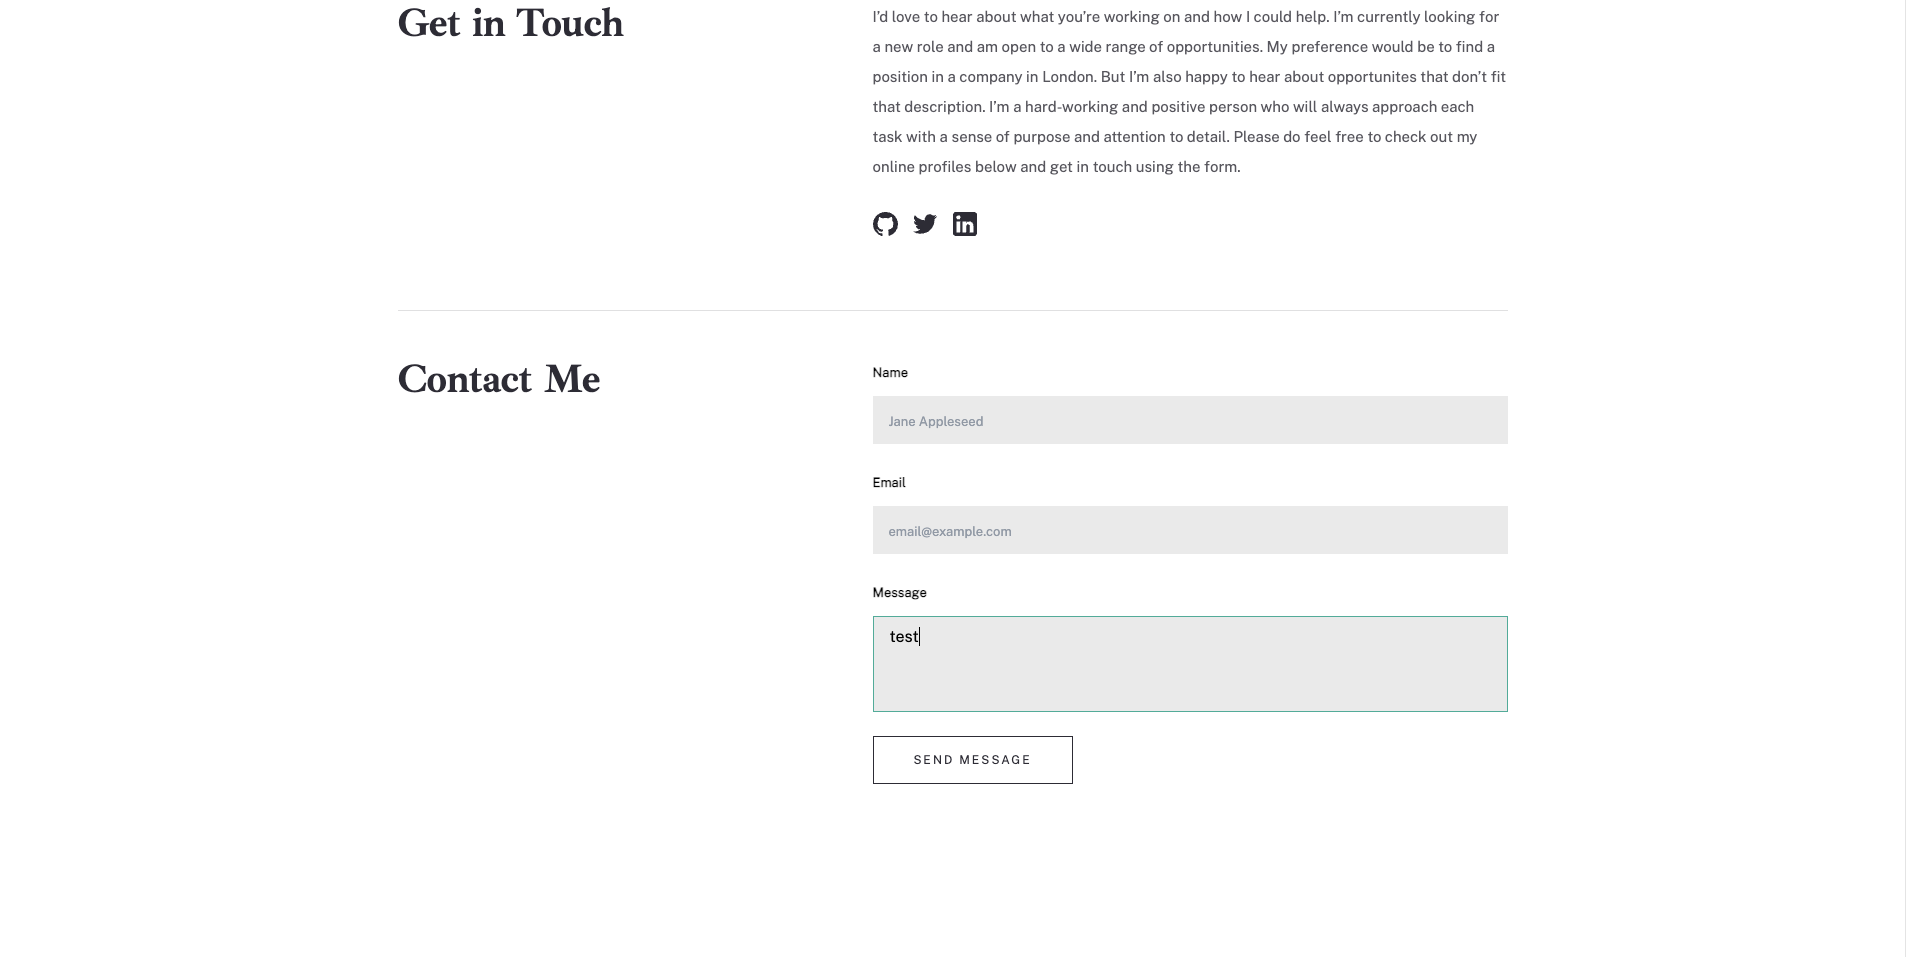 Get in Touch
I’d love to hear about what you’re working on and how I could help. I’m currently looking for
a new role and am open to a wide range of opportunities. My preference would be to find a
position in a company in London. But I’m also happy to hear about opportunites that don’t fit
that description. I’m a hard-working and positive person who will always approach each
task with a sense of purpose and attention to detail. Please do feel free to check out my
online profiles below and get in touch using the form.
in
Contact Me
Name
Jane Appleseed
Email
email@example.com
Message
test
SEND MESSAGE